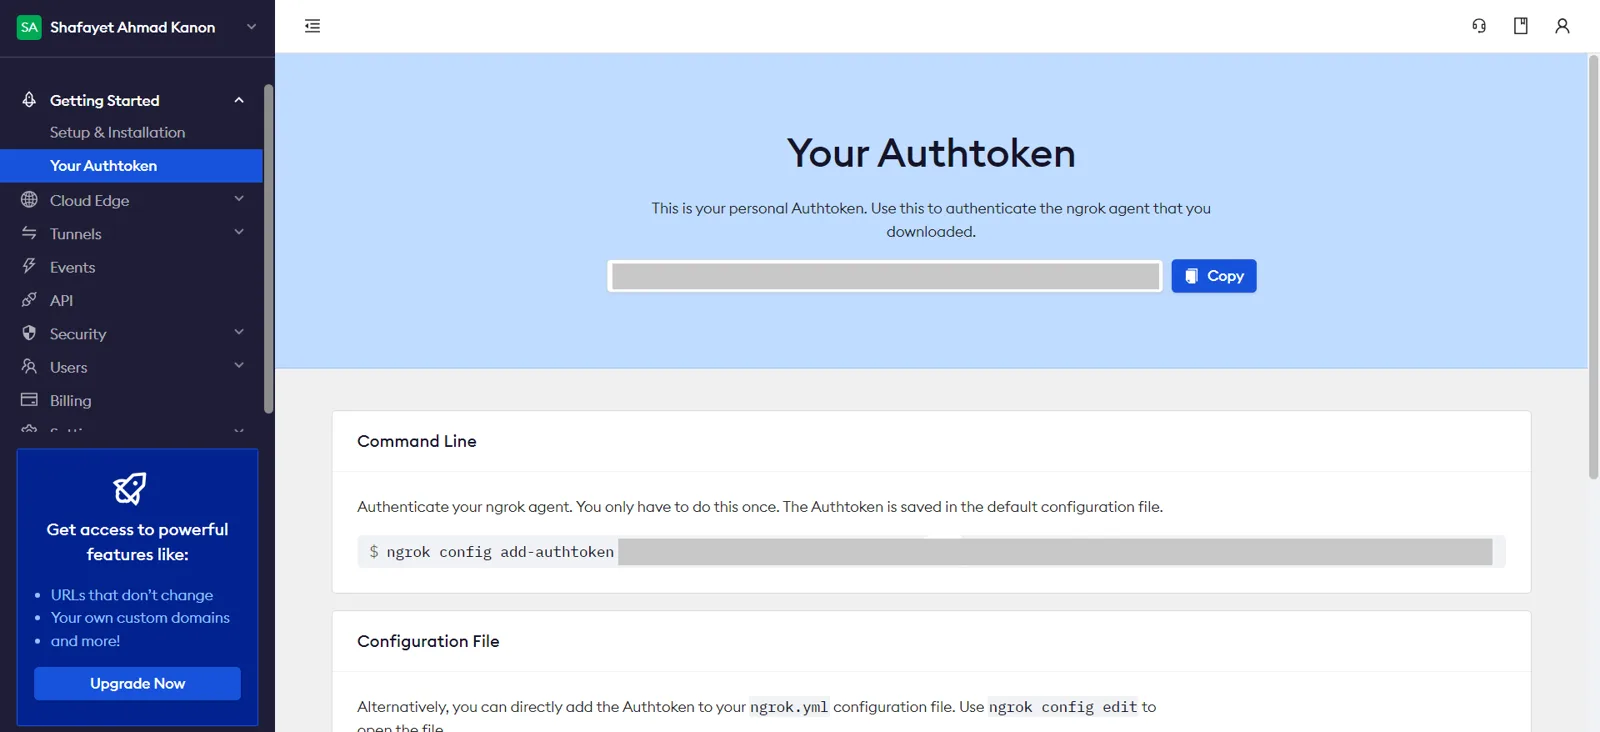 SA Shafayet Ahmad Kanon
Getting Started
Setup & Installation
Your Authtoken
Cloud Edge
Tunnels
Events
API
Security
Users
Billing
Get access to powerful
features like:
• URLs that don't change
• Your own custom domains
• and more!
Upgrade Now
Your Authtoken
This is your personal Authtoken. Use this to authenticate the ngrok agent that you
downloaded.
Copy
Command Line
Authenticate your ngrok agent. You only have to do this once. The Authtoken is saved in the default configuration file.
$ ngrok config add-authtoken
Configuration File
Alternatively, you can directly add the Authtoken to your ngrok.yml configuration file. Use ngrok config edit to
open the file